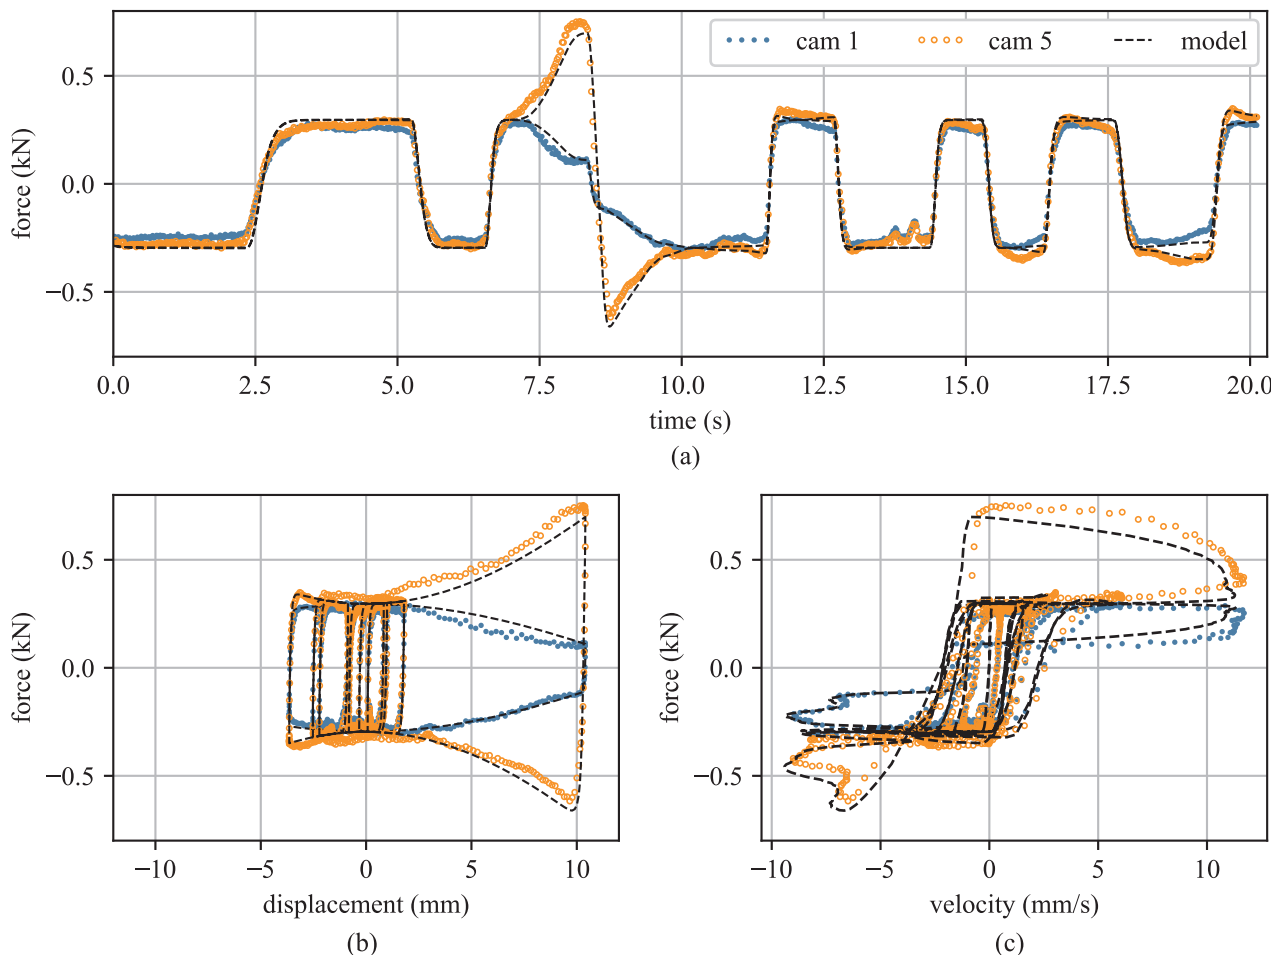 cam 1 cam 5 model
0.5
0.0
−0.5
force (kN)
0.0 2.5 5.0 7.5 10.0 12.5 15.0 17.5 20.0
time (s)
(a)
0.5
0.0
−0.5
force (kN)
−10 −5 0 5 10
displacement (mm)
(b)
0.5
0.0
−0.5
force (kN)
−10 −5 0 5 10
velocity (mm/s)
(c)